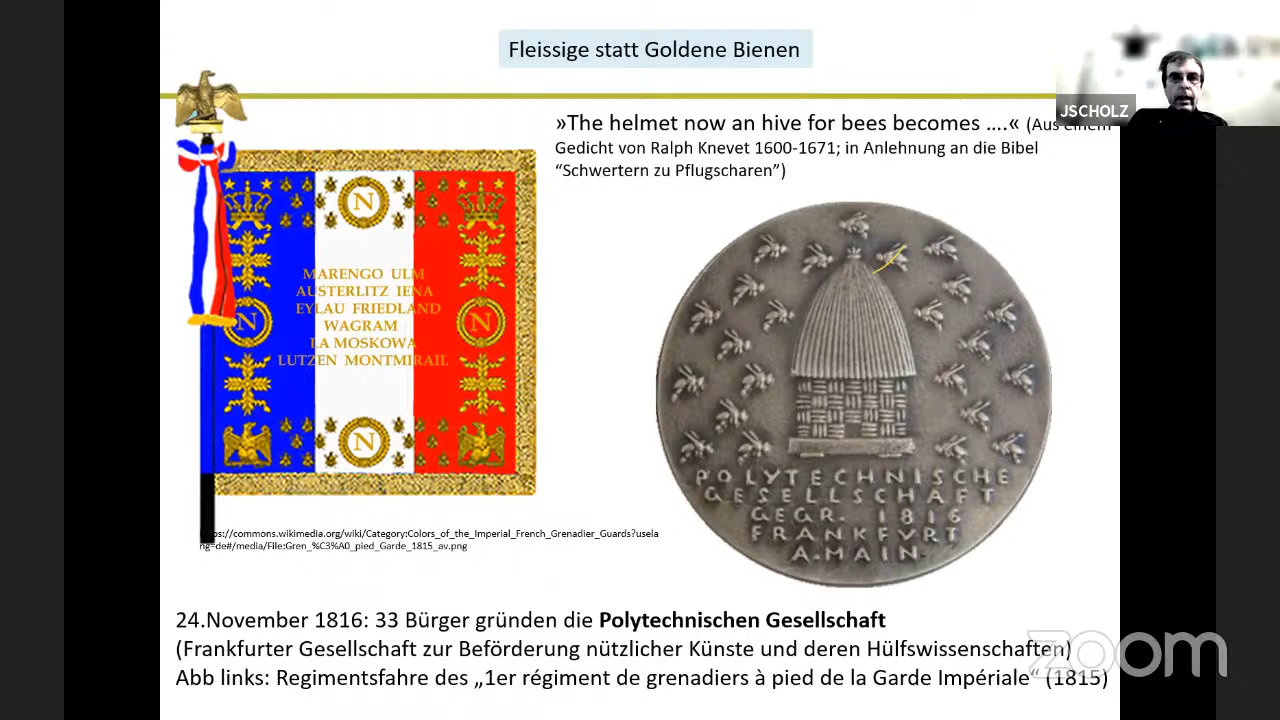 Fleissige statt Goldene Bienen
JSCHOLZ
»The helmet now an hive for bees becomes ….« (Aus einem
Gedicht von Ralph Knevet 1600-1671; in Anlehnung an die Bibel
“Schwertern zu Pflugscharen”)
N
N
N
MARENGO ULM
AUSTERLITZ IENA
EYLAU FRIEDLAND
WAGRAM
LA MOSKOWA
LUTZEN MONTMIRAIL
N
POLYTECHNISCHE
GESELLSCHAFT
GEGR. 1816
FRANKFVRT
A·MAIN·
ps://commons.wikimedia.org/wiki/Category:Colors_of_the_Imperial_French_Grenadier_Guards?usela
ng=de#/media/File:Gren_%C3%A0_pied_Garde_1815_av.png
24.November 1816: 33 Bürger gründen die Polytechnischen Gesellschaft
(Frankfurter Gesellschaft zur Beförderung nützlicher Künste und deren Hülfswissenschaften)
Abb links: Regimentsfahre des „1er régiment de grenadiers à pied de la Garde Impériale“ (1815)
zoom